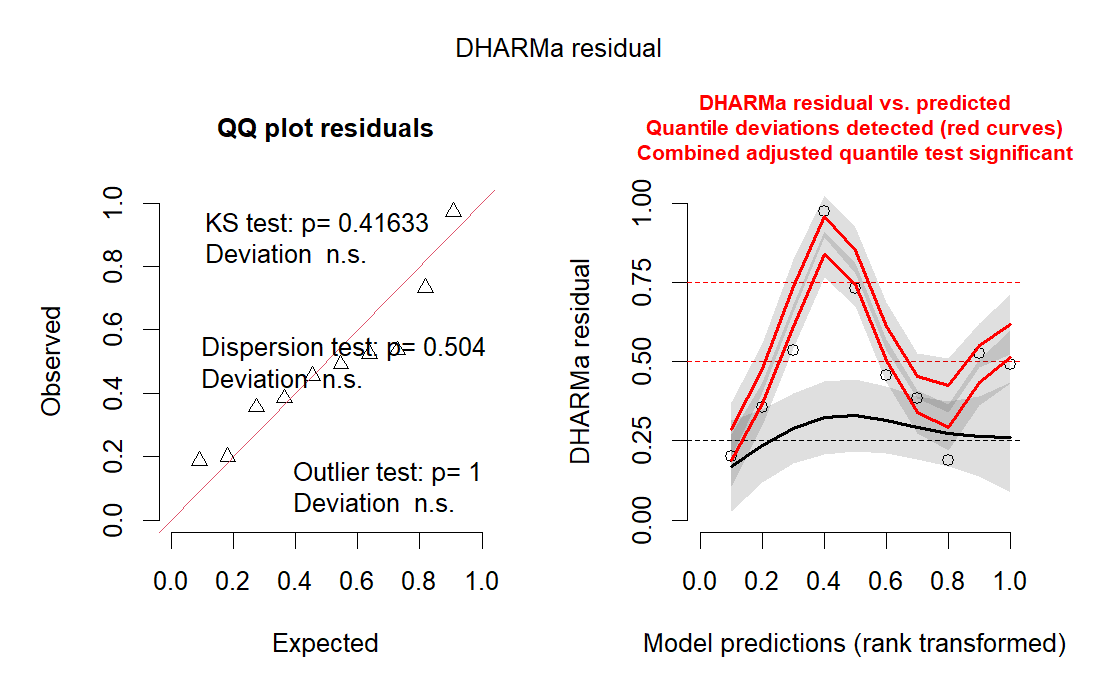 DHARMa residual
QQ plot residuals
KS test: p= 0.41633
Deviation n.s.
Dispersion test: p= 0.504
Deviation n.s.
Outlier test: p= 1
Deviation n.s.
Observed
0.0 0.2 0.4 0.6 0.8 1.0
0.0 0.2 0.4 0.6 0.8 1.0
Expected
DHARMa residual vs. predicted
Quantile deviations detected (red curves)
Combined adjusted quantile test significant
DHARMa residual
0.00 0.25 0.50 0.75 1.00
0.0 0.2 0.4 0.6 0.8 1.0
Model predictions (rank transformed)